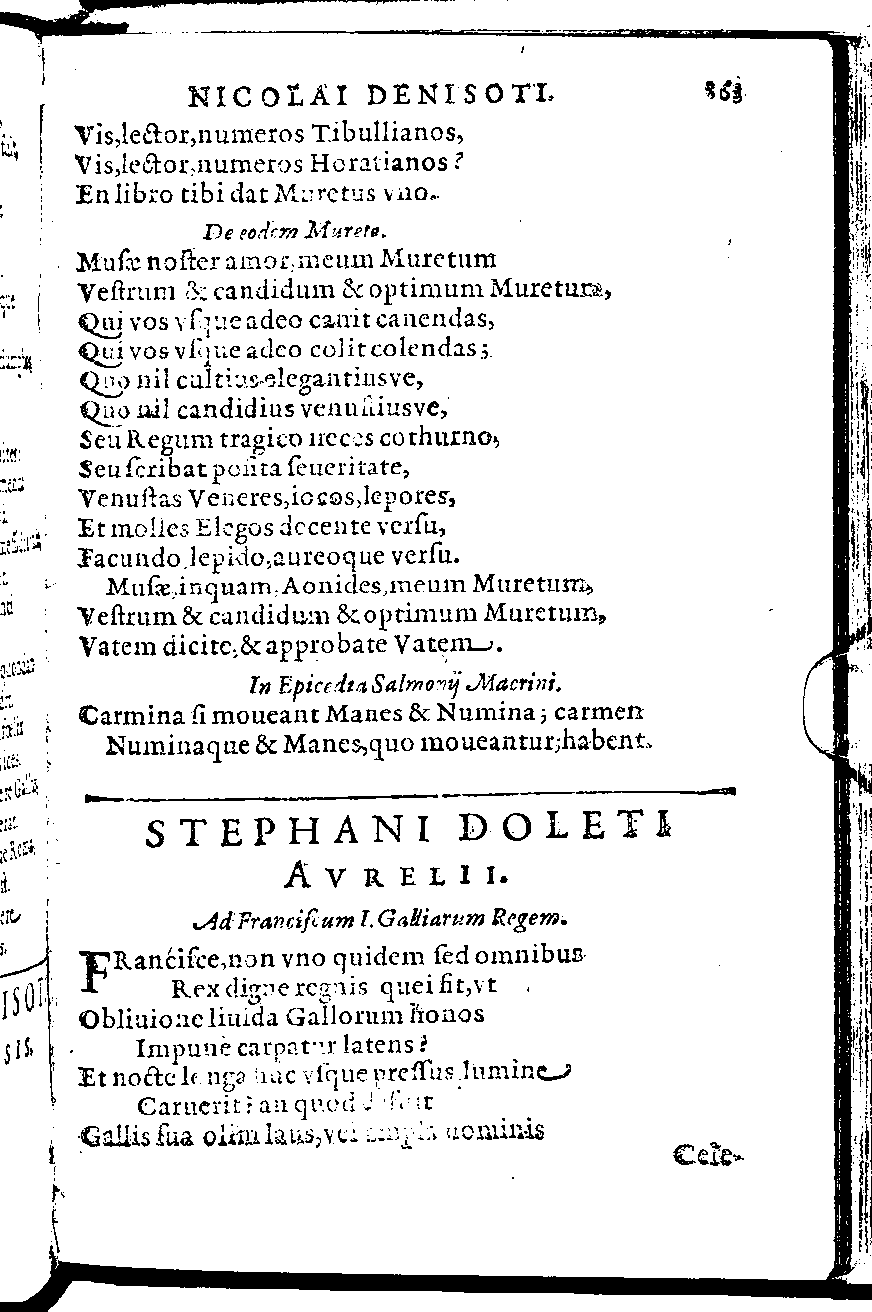 NICOLAI DENISOTI. 863
Vis,lector,numeros Tibullianos,
Vis,lector,numeros Horatianos?
En libro tibi dat Muretus vno.
De eodem Mureto.
Musæ noster amor,meum Muretum
Vestrum & candidum & optimum Muretum,
Qui vos vsque adeo canit canendas,
Qui vos vsque adeo colit colendas;
Quo nil cultius elegantiusve,
Quo nil candidius venustiusve,
Seu Regum tragico neces cothurno,
Seu scribat posita seueritate,
Venustas Veneres,iocos,lepores,
Et molles Elegos decente versu,
Facundo,lepido,aureoque versu.
Musæ,inquam,Aonides,meum Muretum,
Vestrum & candidum & optimum Muretum,
Vatem dicite,& approbate Vatem.
In Epicedia Salmonij Macrini.
Carmina si moueant Manes & Numina; carmen
Numinaque & Manes,quo moueantur,habent.
STEPHANI DOLETI
AVRELII.
Ad Franciscum I. Galliarum Regem.
FRancisce,non vno quidem sed omnibus
Rex digne regnis quei fit,vt
Obliuione liuida Gallorum honos
Impunè carpatur latens?
Et nocte longa hac vsque pressus lumine
Caruerit? an quod
Gallis sua olim laus,vel ampla nominis
Cele-